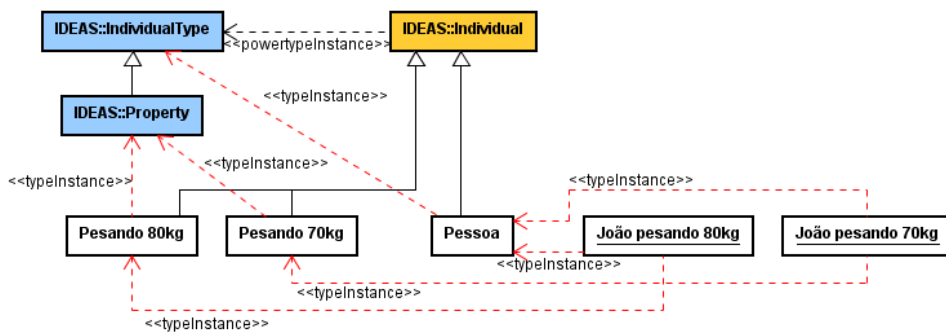 IDEAS::IndividualType
IDEAS::Individual
<<powertypeInstance>>
<<typeInstance>>
IDEAS::Property
<<typeInstance>>
<<typeInstance>>
<<typeInstance>>
Pesando 80kg
Pesando 70kg
Pessoa
João pesando 80kg
João pesando 70kg
<<typeInstance>>
<<typeInstance>>
<<typeInstance>>